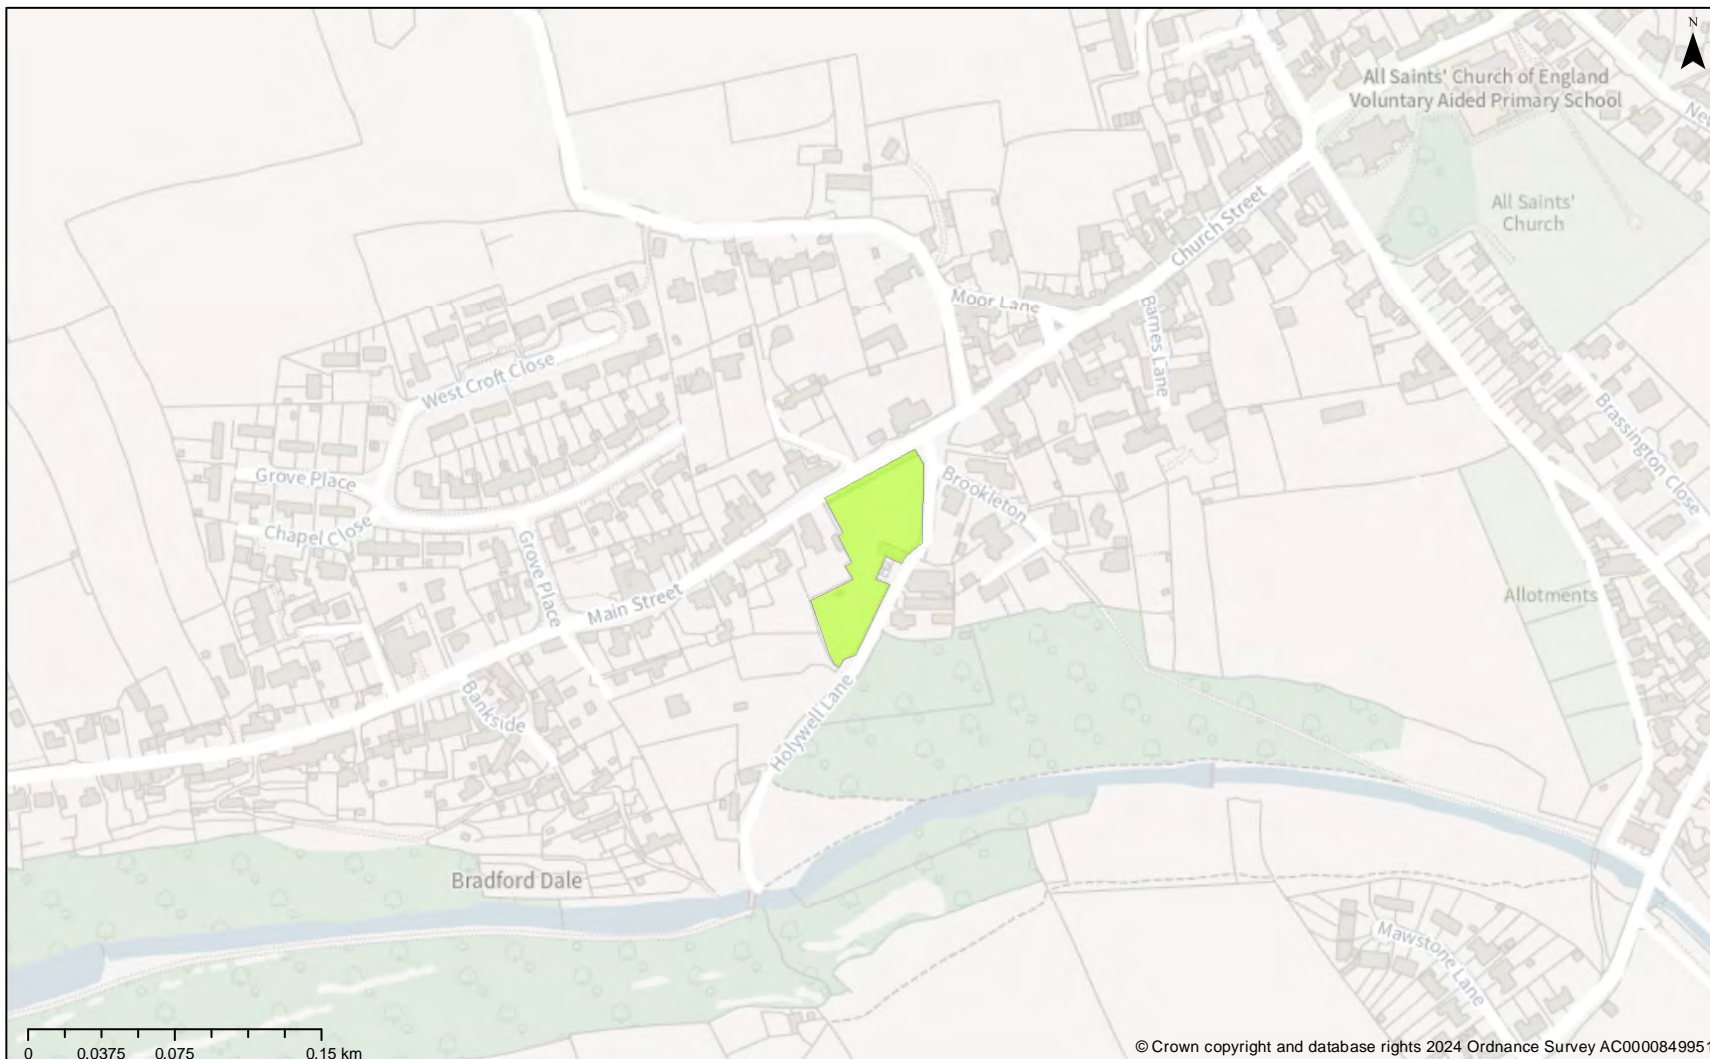 N
All Saints' Church of England
Voluntary Aided Primary School
New
All Saints'
Church
Church Street
Moor Lane
Barnes Lane
West Croft Close
Brassington Close
Grove Place
Brookleton
Chapel Close
Grove Place
Main Street
Allotments
Bankside
Holywell Lane
Bradford Dale
Mawstone Lane
0 0.0375 0.075 0.15 km
© Crown copyright and database rights 2024 Ordnance Survey AC0000849951